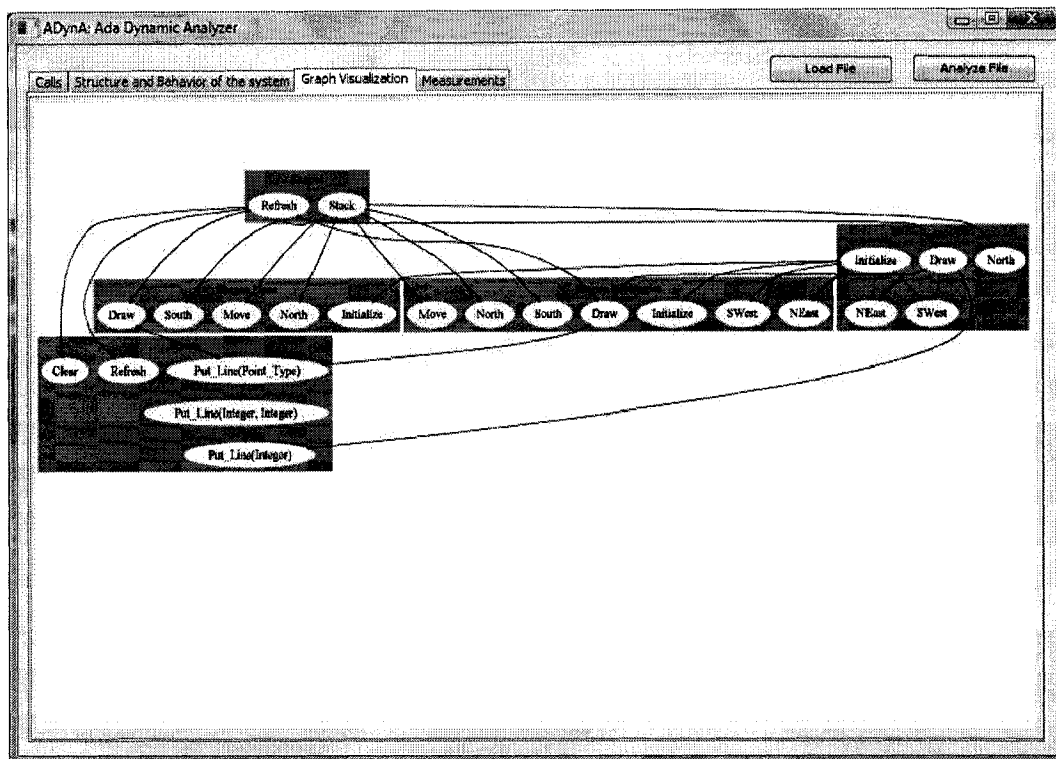 ADynA: Ada Dynamic Analyzer
Load File Analyze File
Calls Structure and Behavior of the system Graph Visualization Measurements
Refresh Stack
Initialize Draw North
Draw South Move North Initialize Move North South Draw Initialize SWest NEast
NEast SWest
Clear Refresh Put_Line(Point_Type)
Put_Line(Integer, Integer)
Put_Line(Integer)